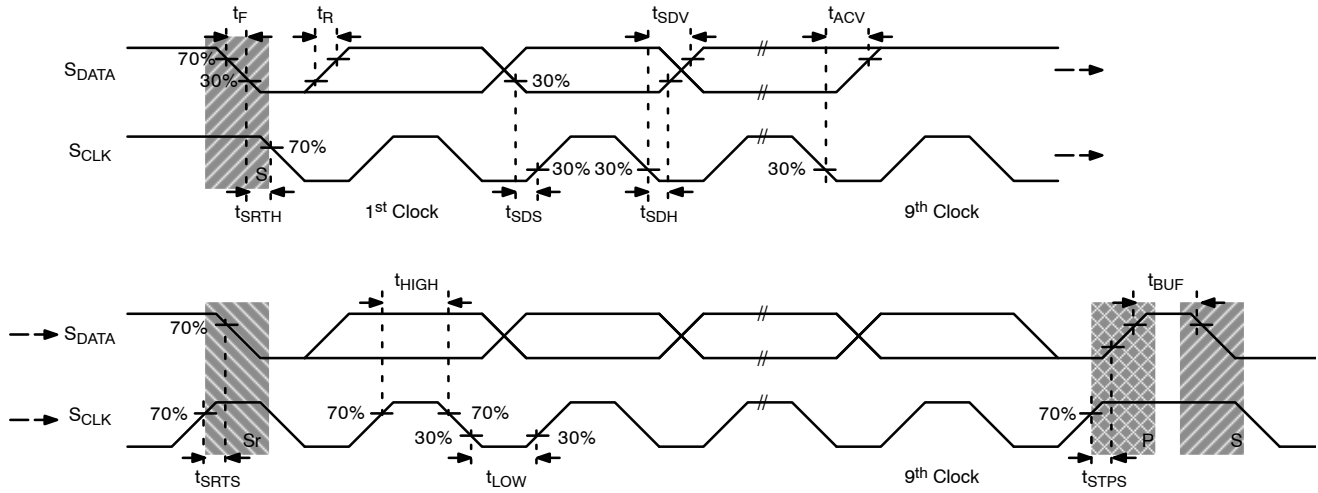 tF tR tSDV tACV
70%
SDATA
30% 30%
SCLK 70%
30% 30% 30%
S
tSRTH 1st Clock tSDS tSDH 9th Clock
tHIGH tBUF
SDATA 70%
SCLK 70% 70% 70% 70%
30% 30%
Sr P S
tSRTS tLOW 9th Clock tSTPS